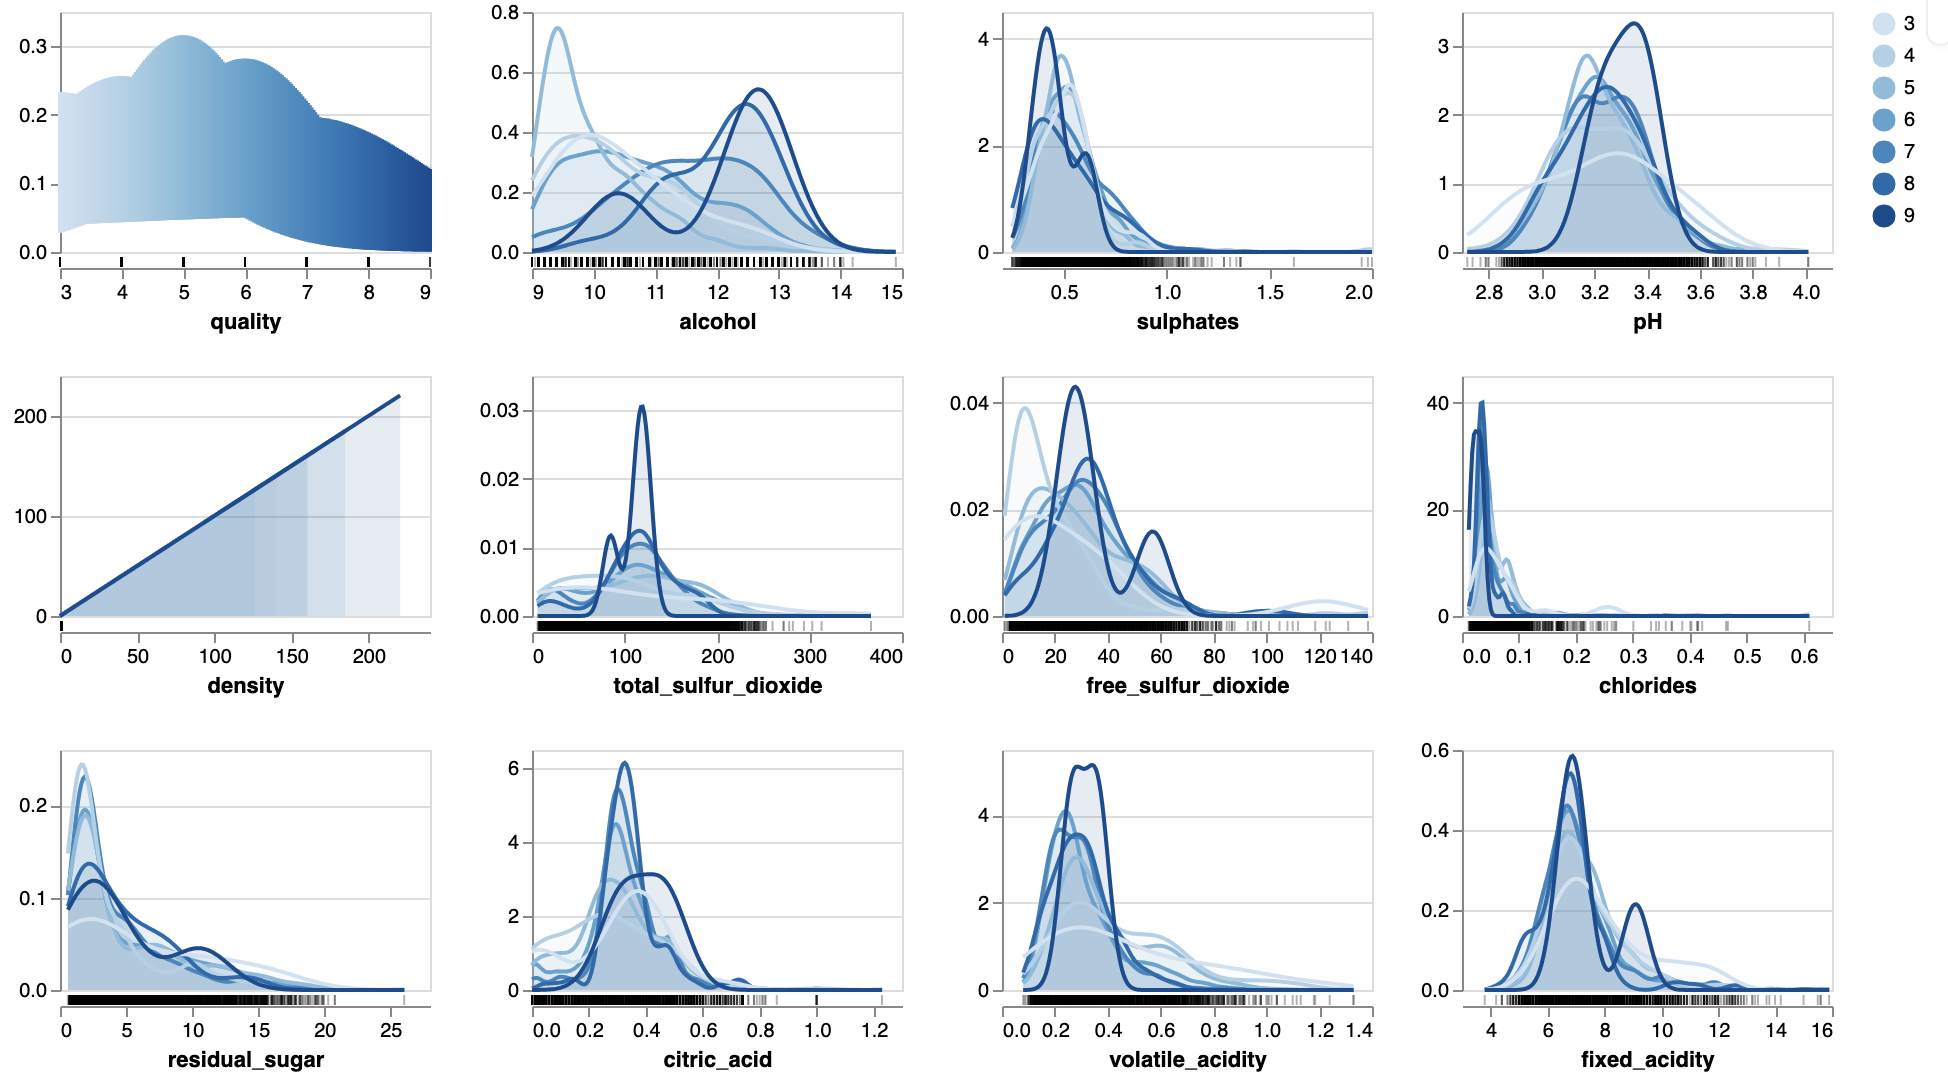 0.3
0.2
0.1
0.0
3 4 5 6 7 8 9
quality
0.8
0.6
0.4
0.2
0.0
9 10 11 12 13 14 15
alcohol
4
2
0
0.5 1.0 1.5 2.0
sulphates
3
2
1
0
2.8 3.0 3.2 3.4 3.6 3.8 4.0
pH
3
4
5
6
7
8
9
200
100
0
0 50 100 150 200
density
0.03
0.02
0.01
0.00
0 100 200 300 400
total_sulfur_dioxide
0.04
0.02
0.00
0 20 40 60 80 100 120 140
free_sulfur_dioxide
40
20
0
0.0 0.1 0.2 0.3 0.4 0.5 0.6
chlorides
0.2
0.1
0.0
0 5 10 15 20 25
residual_sugar
6
4
2
0
0.0 0.2 0.4 0.6 0.8 1.0 1.2
citric_acid
4
2
0
0.0 0.2 0.4 0.6 0.8 1.0 1.2 1.4
volatile_acidity
0.6
0.4
0.2
0.0
4 6 8 10 12 14 16
fixed_acidity